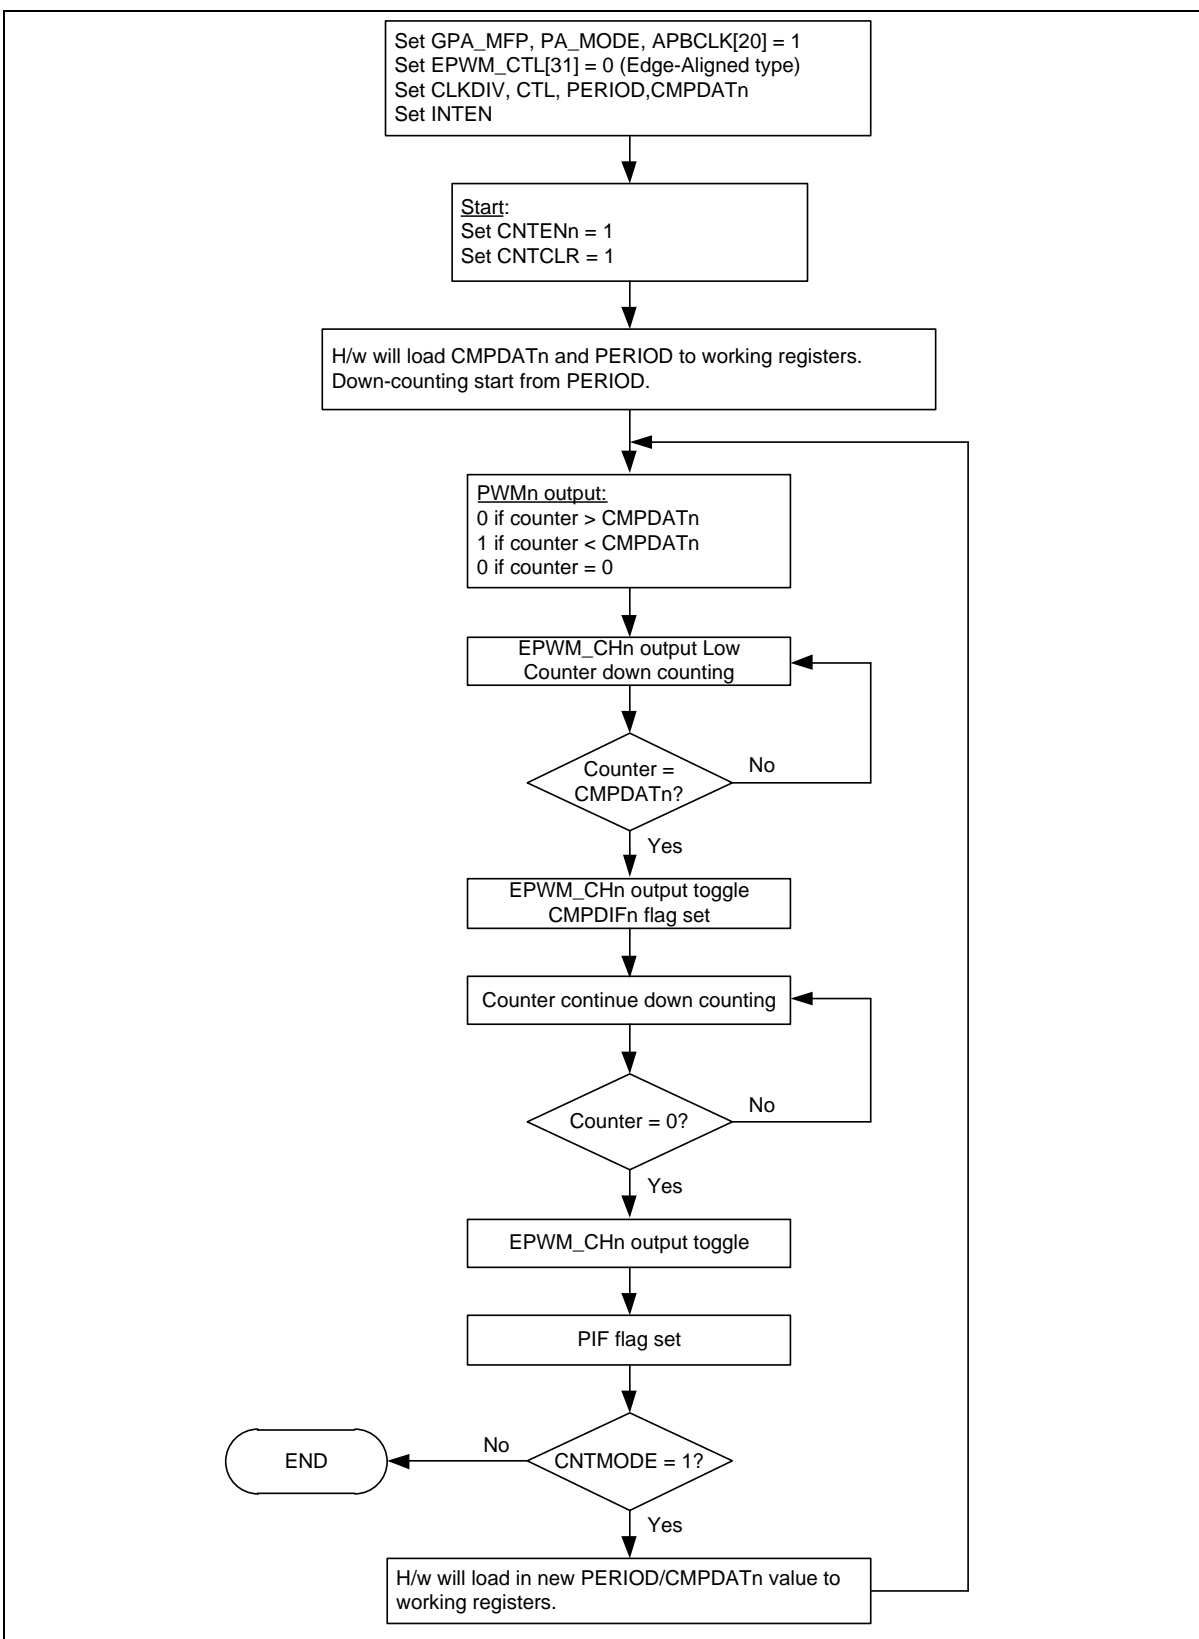 Set GPA_MFP, PA_MODE, APBCLK[20] = 1
Set EPWM_CTL[31] = 0 (Edge-Aligned type)
Set CLKDIV, CTL, PERIOD,CMPDATn
Set INTEN
Start:
Set CNTENn = 1
Set CNTCLR = 1
H/w will load CMPDATn and PERIOD to working registers.
Down-counting start from PERIOD.
PWMn output:
0 if counter > CMPDATn
1 if counter < CMPDATn
0 if counter = 0
EPWM_CHn output Low
Counter down counting
Counter =
CMPDATn?
No
Yes
EPWM_CHn output toggle
CMPDIFn flag set
Counter continue down counting
Counter = 0?
No
Yes
EPWM_CHn output toggle
PIF flag set
CNTMODE = 1?
No
END
Yes
H/w will load in new PERIOD/CMPDATn value to
working registers.